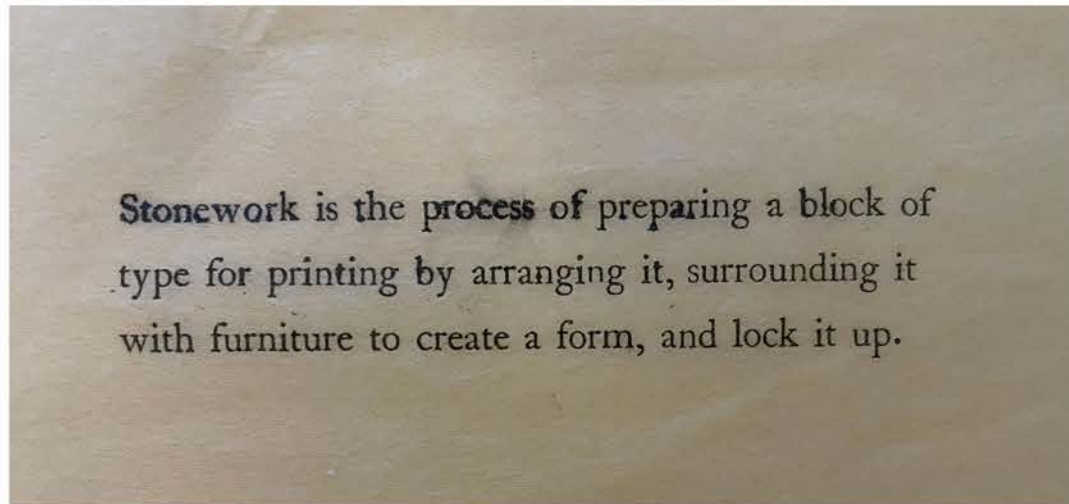 Stonework is the process of preparing a block of
type for printing by arranging it, surrounding it
with furniture to create a form, and lock it up.